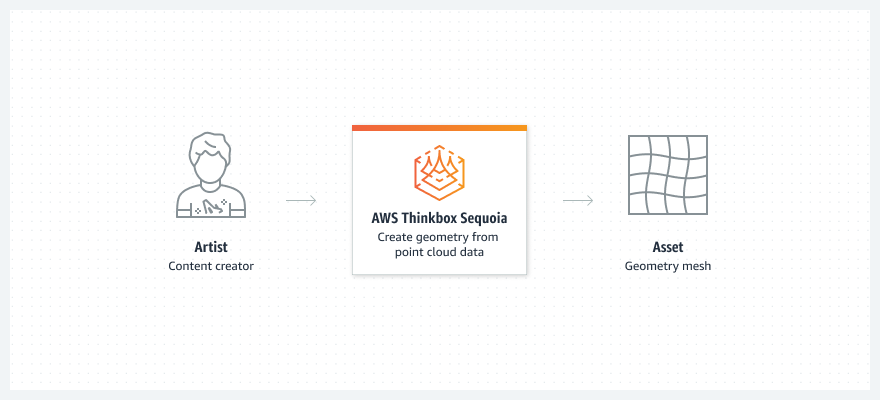 Artist
Content creator
AWS Thinkbox Sequoia
Create geometry from
point cloud data
Asset
Geometry mesh